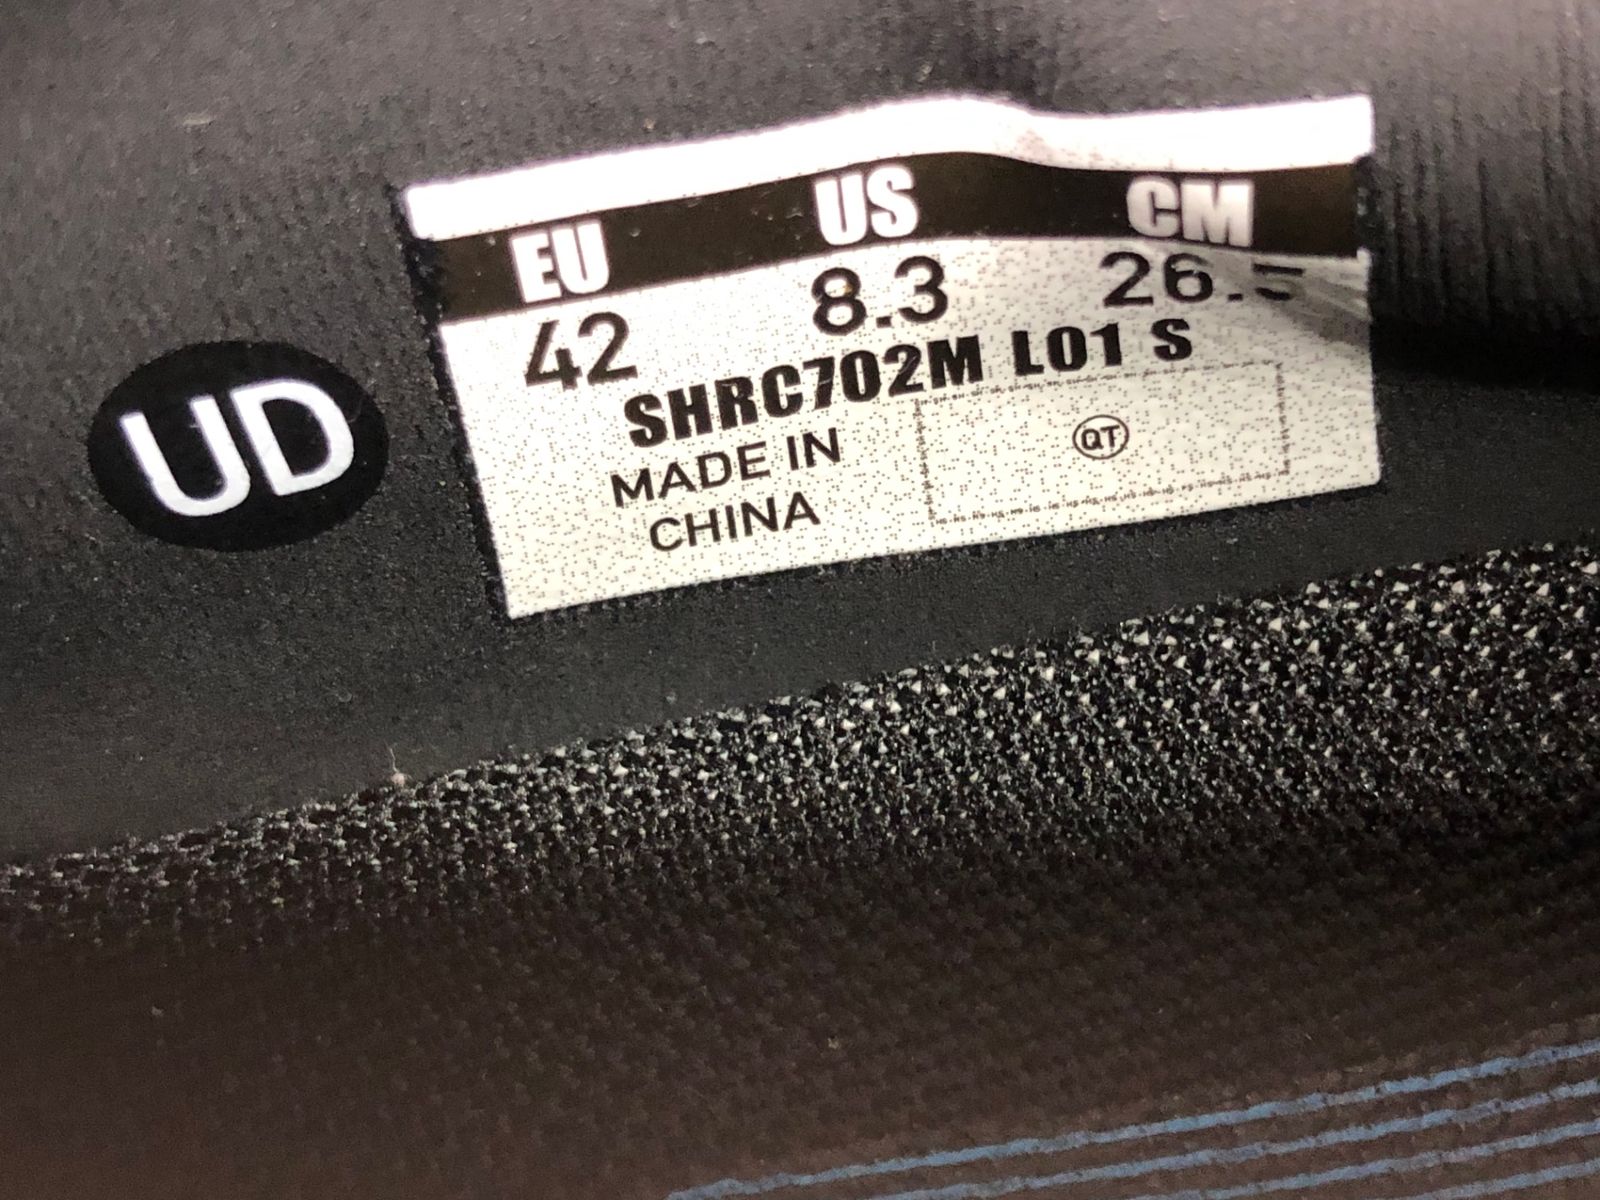 UD
EU US CM
42 8.3 26.5
SHRC702M L01 S
MADE IN
CHINA
QT